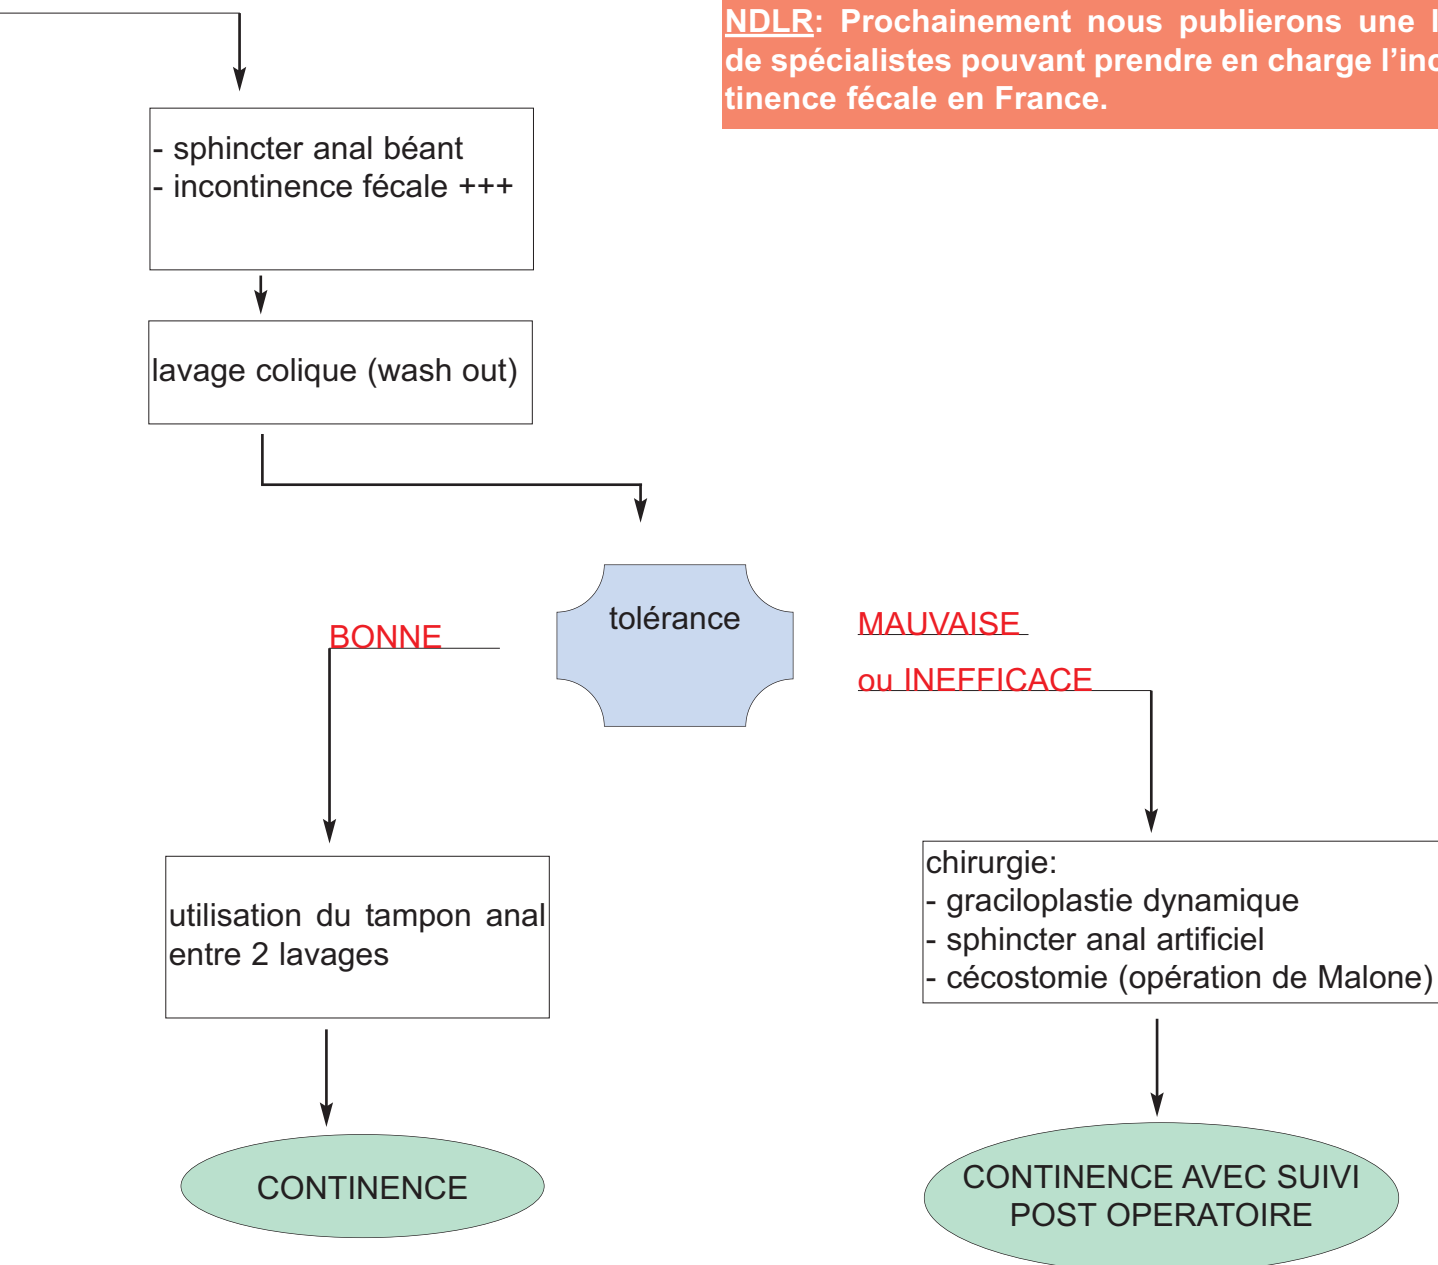 NDLR: Prochainement nous publierons une
de spécialistes pouvant prendre en charge
tinence fécale en France.
- sphincter anal béant
- incontinence fécale +++
lavage colique (wash out)
tolérance
BONNE
MAUVAISE
ou INEFFICACE
utilisation du tampon anal
entre 2 lavages
chirurgie:
- graciloplastie dynamique
- sphincter anal artificiel
- cécostomie (opération de Malone)
CONTINENCE
CONTINENCE AVEC SUIVI
POST OPERATOIRE